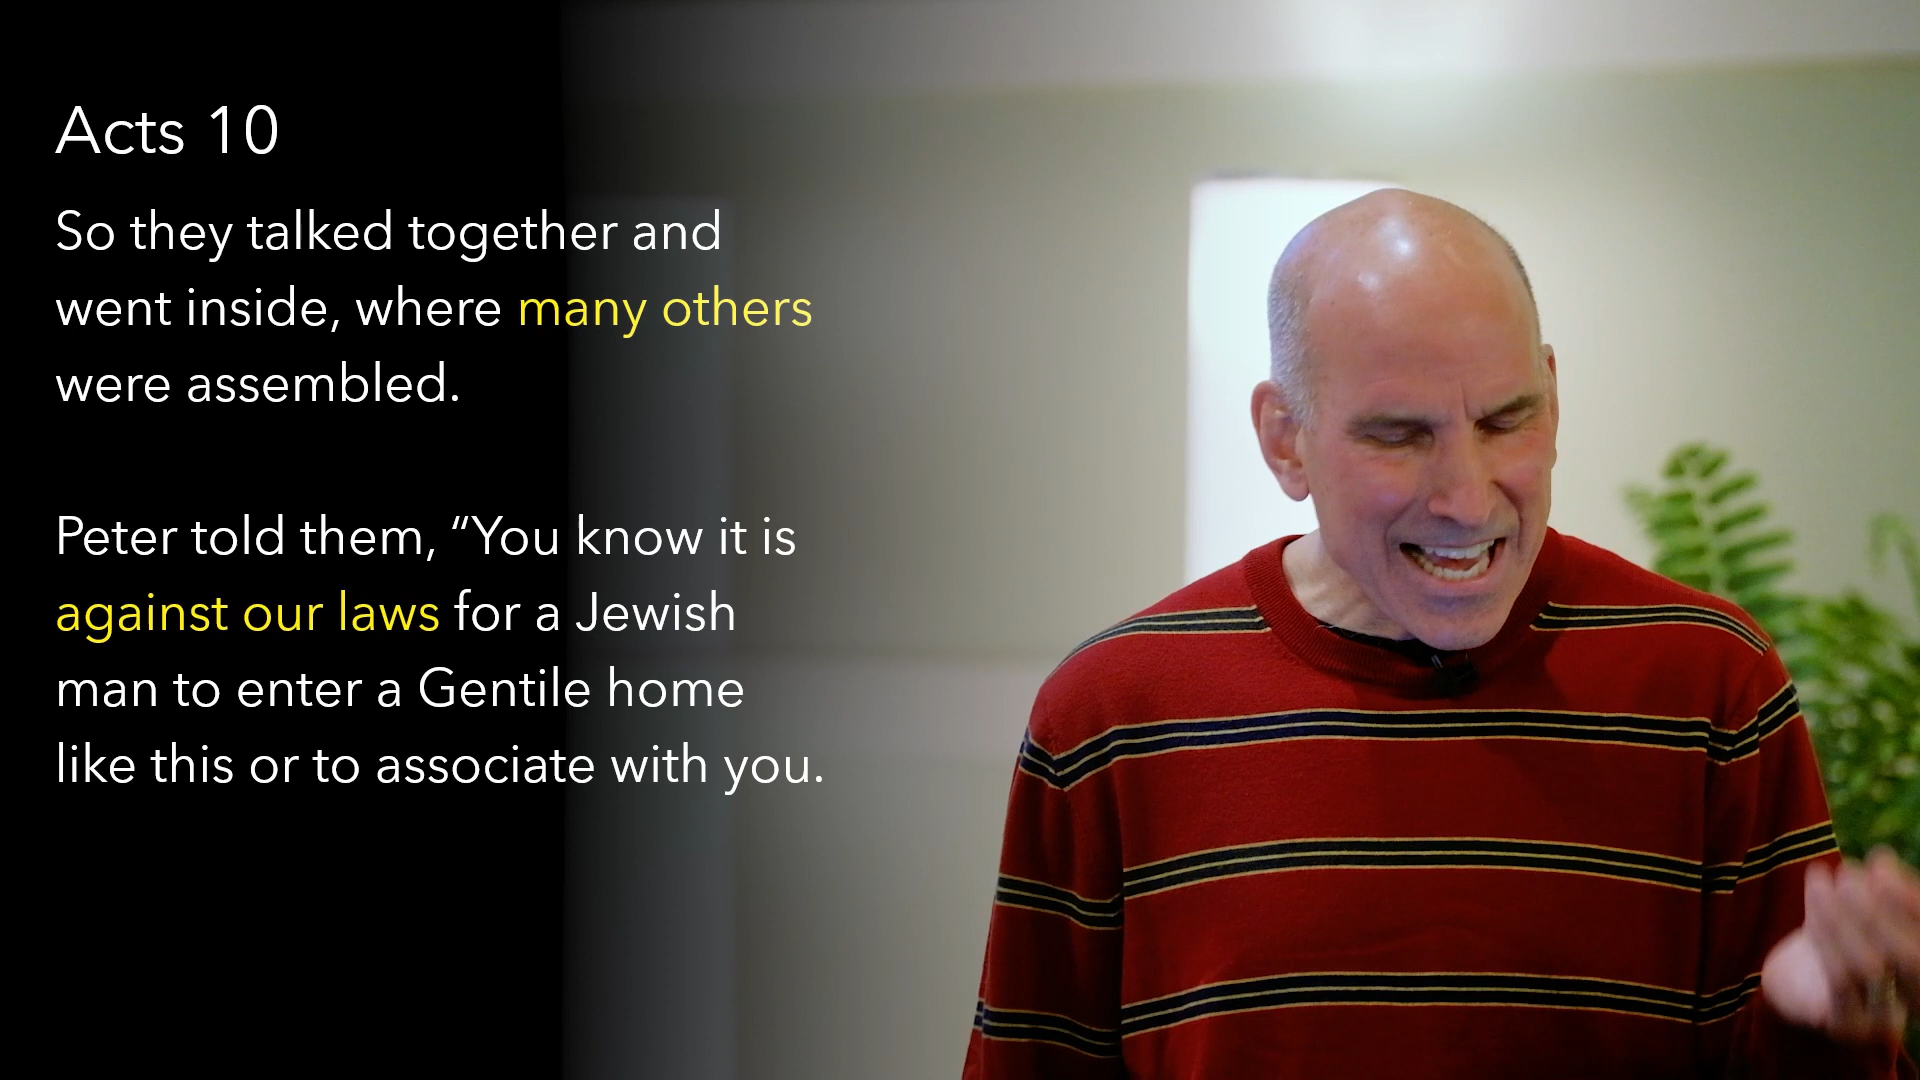 Acts 10
So they talked together and
went inside, where many others
were assembled.
Peter told them, “You know it is
against our laws for a Jewish
man to enter a Gentile home
like this or to associate with you.